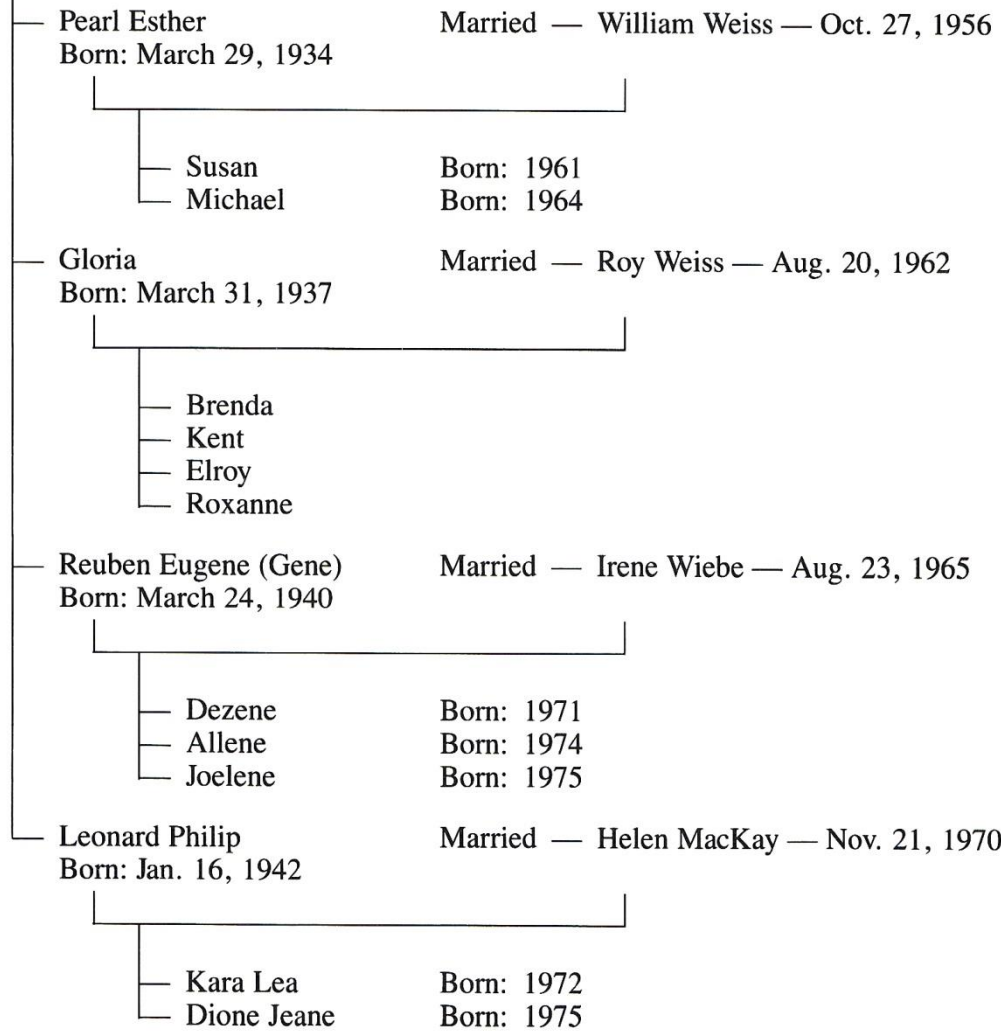 Pearl Esther Married — William Weiss — Oct. 27, 1956
Born: March 29, 1934
Susan Born: 1961
Michael Born: 1964
Gloria Married — Roy Weiss — Aug. 20, 1962
Born: March 31, 1937
Brenda
Kent
Elroy
Roxanne
Reuben Eugene (Gene) Married — Irene Wiebe — Aug. 23, 1965
Born: March 24, 1940
Dezene Born: 1971
Allene Born: 1974
Joelene Born: 1975
Leonard Philip Married — Helen MacKay — Nov. 21, 1970
Born: Jan. 16, 1942
Kara Lea Born: 1972
Dione Jeane Born: 1975